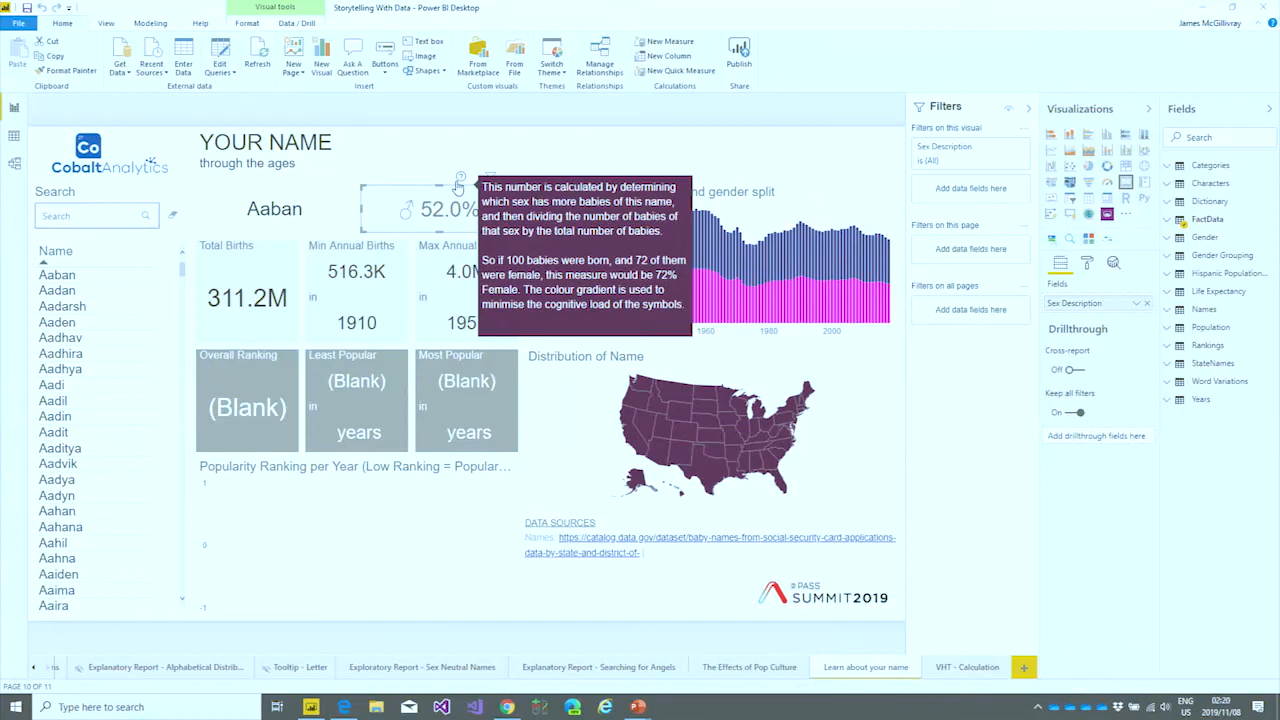 Visual tools
Storytelling With Data - Power BI Desktop
File
Home
View
Modeling
Help
Format
Data / Drill
James McGillivray
Paste
Cut
Copy
Format Painter
Clipboard
Get Data
Recent Sources
Enter Data
Edit Queries
Refresh
External data
New Page
New Visual
Ask A Question
Buttons
Text box
Image
Shapes
Insert
From Marketplace
From File
Custom visuals
Switch Theme
Themes
Manage Relationships
Relationships
New Measure
New Column
New Quick Measure
Calculations
Publish
Share
Co
CobaltAnalytics
YOUR NAME
through the ages
Search
Search
Name
Aaban
Aadan
Aadarsh
Aaden
Aadhav
Aadhira
Aadhya
Aadi
Aadil
Aadin
Aadit
Aaditya
Aadvik
Aadya
Aadyn
Aahan
Aahana
Aahil
Aahna
Aaiden
Aaima
Aaira
Aaban
52.0%
This number is calculated by determining
which sex has more babies of this name,
and then dividing the number of babies of
that sex by the total number of babies.
So if 100 babies were born, and 72 of them
were female, this measure would be 72%
Female. The colour gradient is used to
minimise the cognitive load of the symbols.
nd gender split
1960
1980
2000
Total Births
311.2M
Min Annual Births
516.3K
in
1910
Max Annua
4.0
in
195
Overall Ranking
(Blank)
Least Popular
(Blank)
in
years
Most Popular
(Blank)
in
years
Distribution of Name
Popularity Ranking per Year (Low Ranking = Popular…
1
0
-1
DATA SOURCES
Names: https://catalog.data.gov/dataset/baby-names-from-social-security-card-applications-
data-by-state-and-district-of-
PASS
SUMMIT2019
Filters
Filters on this visual
Sex Description
is (All)
Add data fields here
Filters on this page
Add data fields here
Filters on all pages
Add data fields here
Visualizations
R
Py
Fields
Sex Description
Drillthrough
Cross-report
Off
Keep all filters
On
Add drillthrough fields here
Fields
Search
Categories
Characters
Dictionary
FactData
Gender
Gender Grouping
Hispanic Population...
Life Expectancy
Names
Population
Rankings
StateNames
Word Variations
Years
ns
Explanatory Report - Alphabetical Distrib...
Tooltip - Letter
Exploratory Report - Sex Neutral Names
Explanatory Report - Searching for Angels
The Effects of Pop Culture
Learn about your name
VHT - Calculation
PAGE 10 OF 11
Type here to search
ENG
US
02:20
2019/11/08